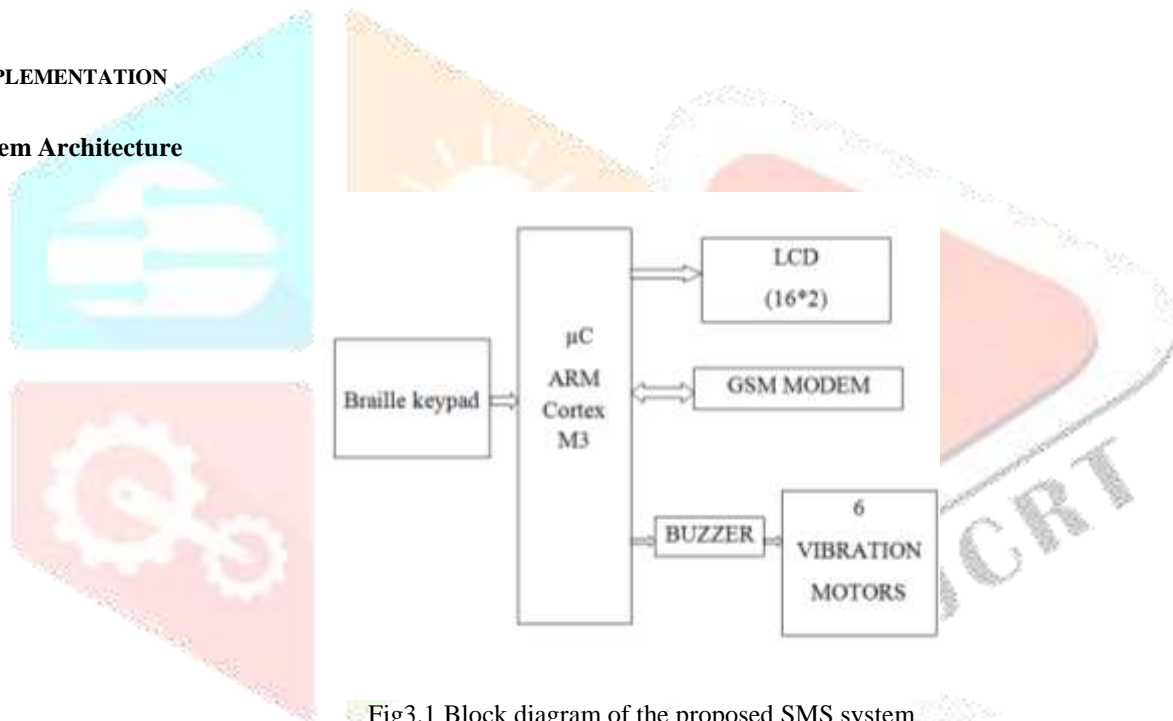 PLEMENTATION
em Architecture
LCD
(16*2)
µC
ARM
Cortex
M3
Braille keypad
GSM MODEM
BUZZER
6
VIBRATION
MOTORS
JCRT
Fig3.1 Block diagram of the proposed SMS system